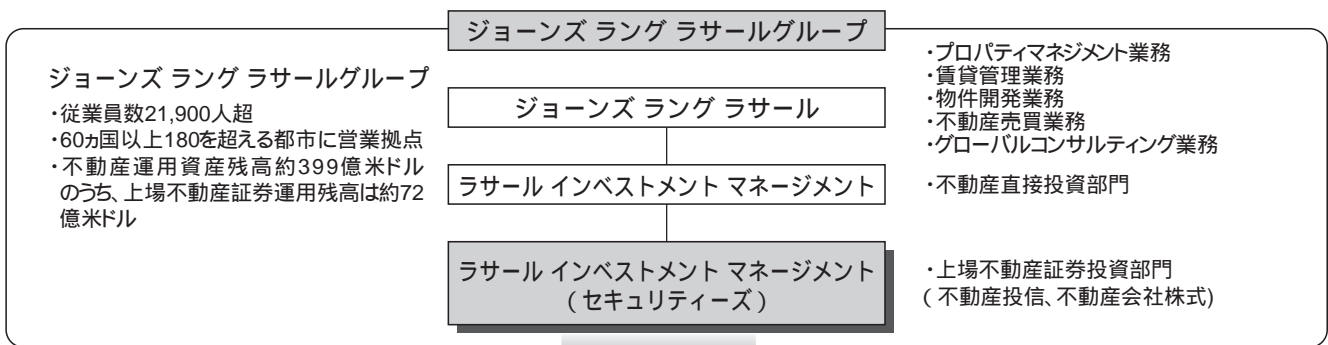 ジョーンズ ラング ラサールグループ
ジョーンズ ラング ラサールグループ
・従業員数21,900人超
・60ヵ国以上180を超える都市に営業拠点
・不動産運用資産残高約399億米ドル
のうち、上場不動産証券運用残高は約72
億米ドル
ジョーンズ ラング ラサール
・プロパティマネジメント業務
・賃貸管理業務
・物件開発業務
・不動産売買業務
・グローバルコンサルティング業務
ラサール インベストメント マネージメント
・不動産直接投資部門
ラサール インベストメント マネージメント
(セキュリティーズ)
・上場不動産証券投資部門
(不動産投信、不動産会社株式)